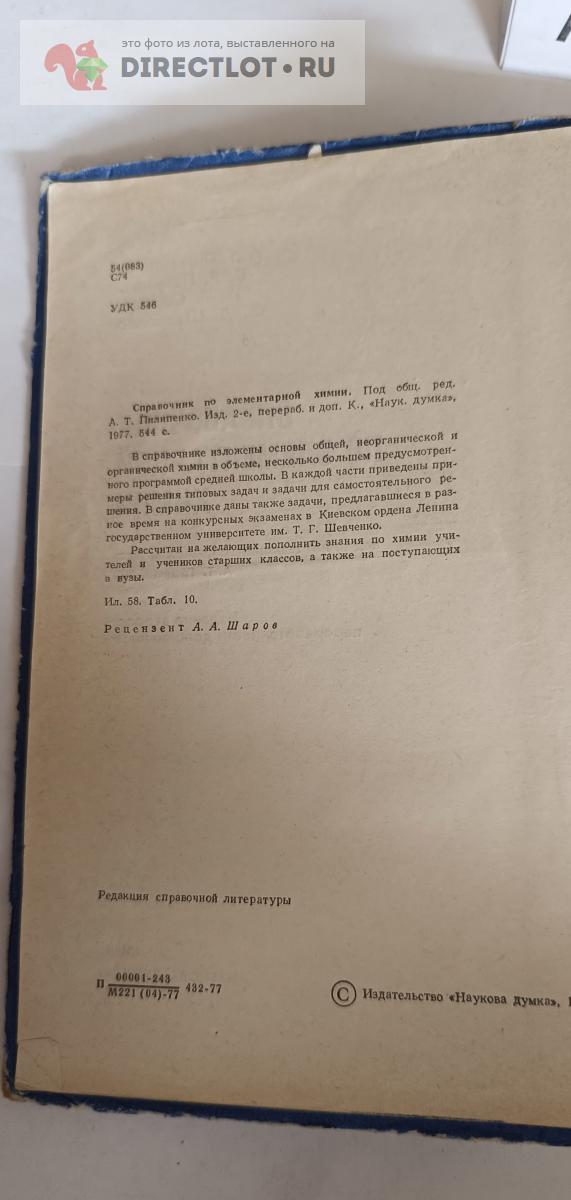 это фото из лота, выставленного на
DIRECTLOT.RU
54(083)
С74
УДК 546
Справочник по элементарной химии. Под общ. ред.
А. Т. Пилипенко. Изд. 2-е, перераб. и доп. К., «Наук. думка»,
1977. 544 с.
В справочнике изложены основы общей, неорганической и
органической химии в объеме, несколько большем предусмотрен-
ного программой средней школы. В каждой части приведены при-
меры решения типовых задач и задачи для самостоятельного ре-
шения. В справочнике даны также задачи, предлагавшиеся в раз-
ное время на конкурсных экзаменах в Киевском ордена Ленина
государственном университете им. Т. Г. Шевченко.
Рассчитан на желающих пополнить знания по химии учи-
телей и учеников старших классов, а также на поступающих
в вузы.
Ил. 58. Табл. 10.
Рецензент А. А. Шаров
Редакция справочной литературы
П 00001-243
М221 (04)-77 432-77
© Издательство «Наукова думка»,